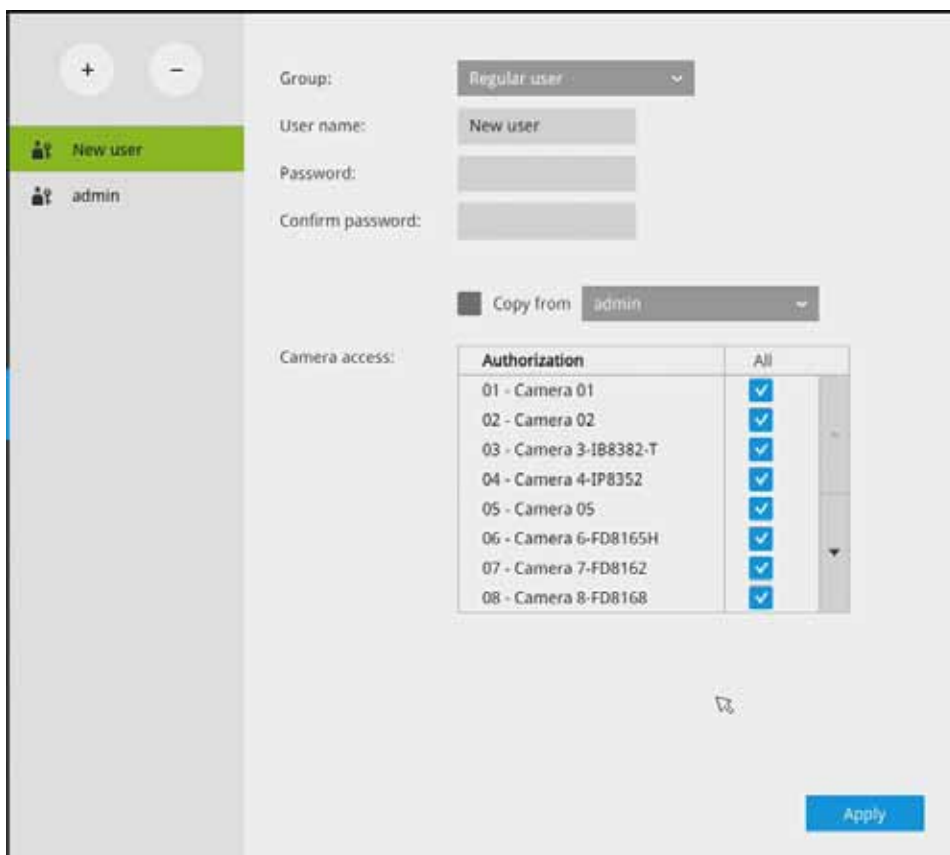 + −
New user
admin
Group: Regular user
User name: New user
Password:
Confirm password:
Copy from admin
Camera access:
Authorization All
01 - Camera 01
02 - Camera 02
03 - Camera 3-IB8382-T
04 - Camera 4-IP8352
05 - Camera 05
06 - Camera 6-FD8165H
07 - Camera 7-FD8162
08 - Camera 8-FD8168
Apply